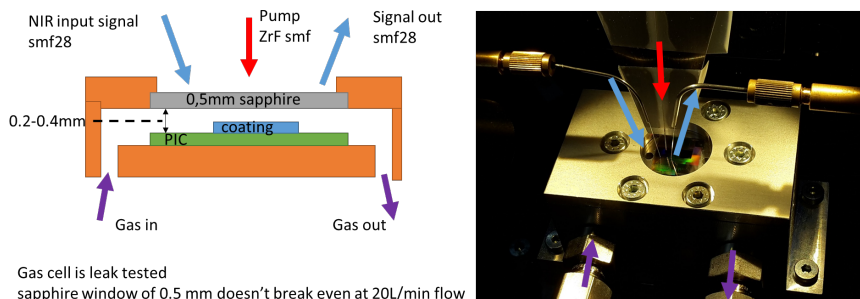 NIR input signal
smf28
Pump
ZrF smf
Signal out
smf28
0,5mm sapphire
0.2-0.4mm
coating
PIC
Gas in
Gas out
Gas cell is leak tested
sapphire window of 0.5 mm doesn't break even at 20L/min flow